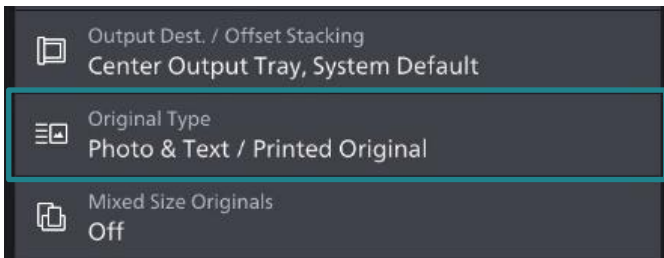 Output Dest. / Offset Stacking
Center Output Tray, System Default
Original Type
Photo & Text / Printed Original
Mixed Size Originals
Off